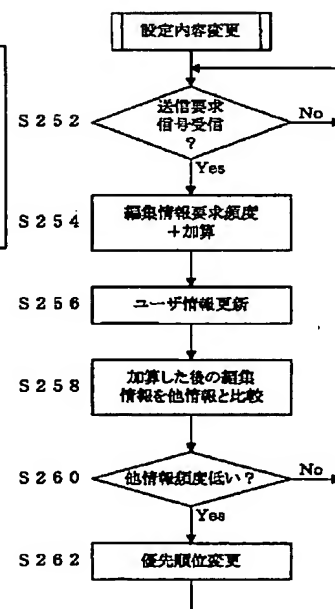 設定内容変更
S252
送信要求
信号受信
?
No
Yes
S254
編集情報要求頻度
+加算
S256
ユーザ情報更新
S258
加算した後の編集
情報を他情報と比較
S260
他情報頻度低い?
No
Yes
S262
優先順位変更